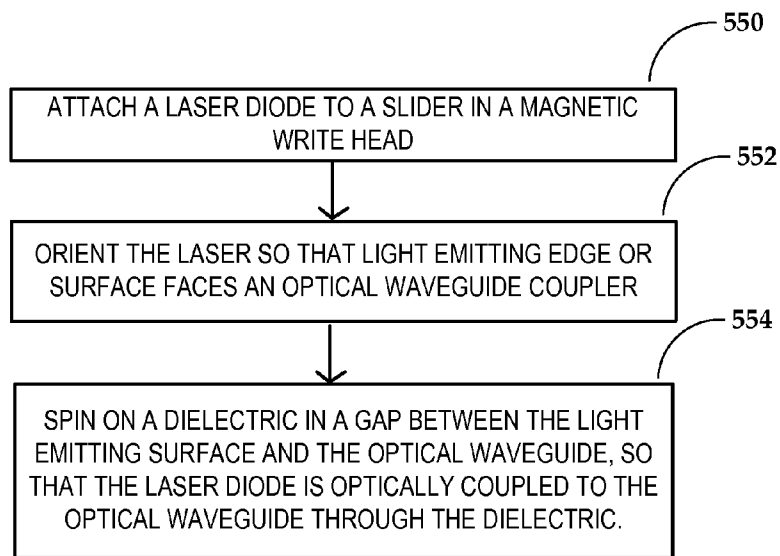 550
ATTACH A LASER DIODE TO A SLIDER IN A MAGNETIC
WRITE HEAD
552
ORIENT THE LASER SO THAT LIGHT EMITTING EDGE OR
SURFACE FACES AN OPTICAL WAVEGUIDE COUPLER
554
SPIN ON A DIELECTRIC IN A GAP BETWEEN THE LIGHT
EMITTING SURFACE AND THE OPTICAL WAVEGUIDE, SO
THAT THE LASER DIODE IS OPTICALLY COUPLED TO THE
OPTICAL WAVEGUIDE THROUGH THE DIELECTRIC.